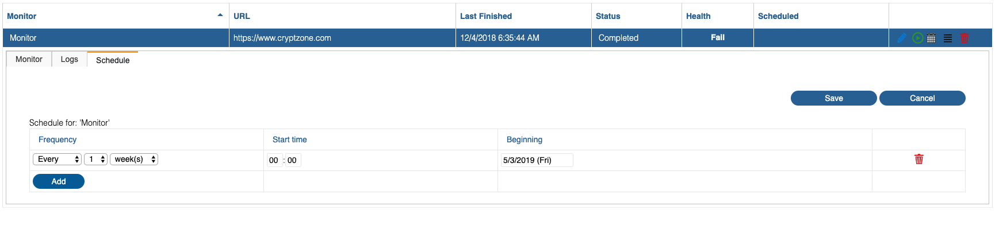 Monitor URL Last Finished Status Health Scheduled
Monitor https://www.cryptzone.com 12/4/2018 6:35:44 AM Completed Fail
Monitor Logs Schedule
Save Cancel
Schedule for: 'Monitor'
Frequency Start time Beginning
Every 1 week(s) 00 : 00 5/3/2019 (Fri)
Add